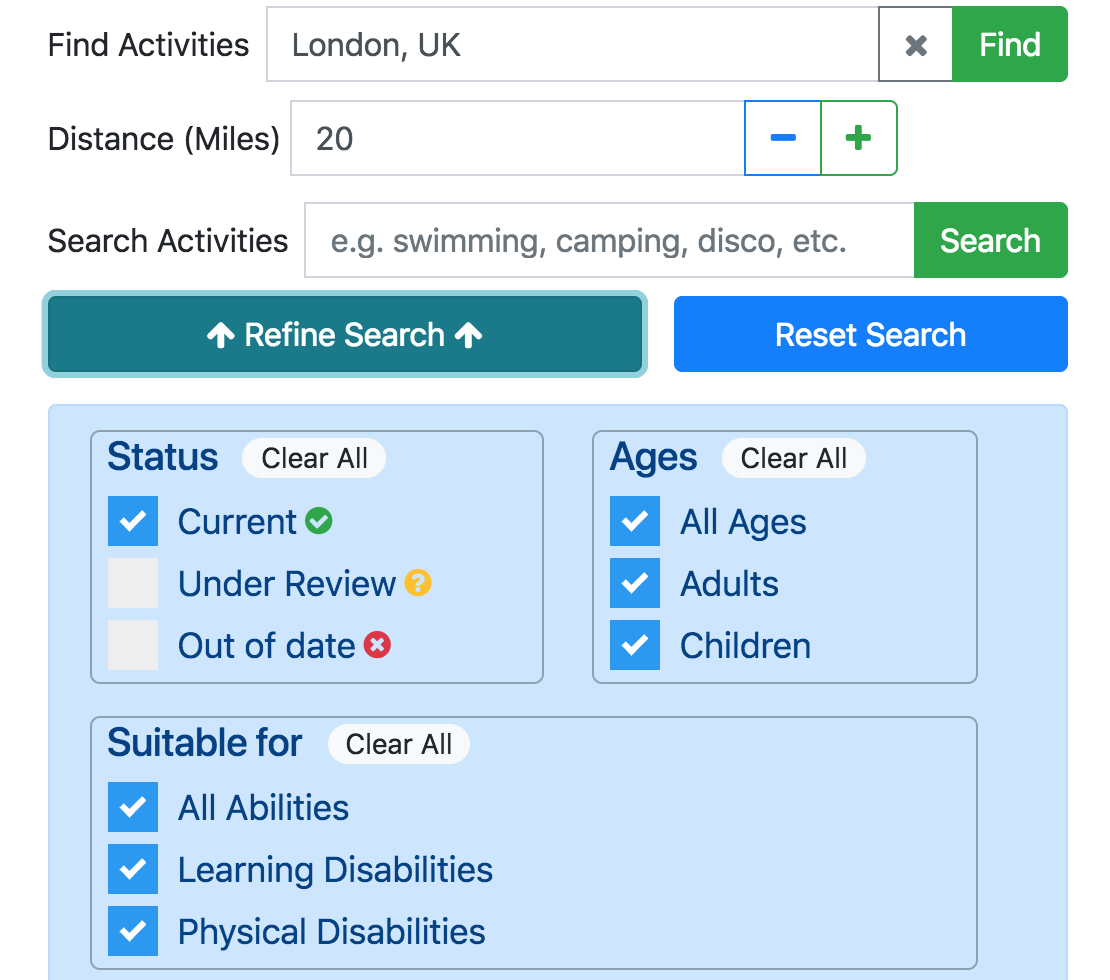 Find Activities London, UK Find
Distance (Miles) 20
Search Activities e.g. swimming, camping, disco, etc. Search
Refine Search Reset Search
Status Clear All
Current
Under Review
Out of date
Ages Clear All
All Ages
Adults
Children
Suitable for Clear All
All Abilities
Learning Disabilities
Physical Disabilities